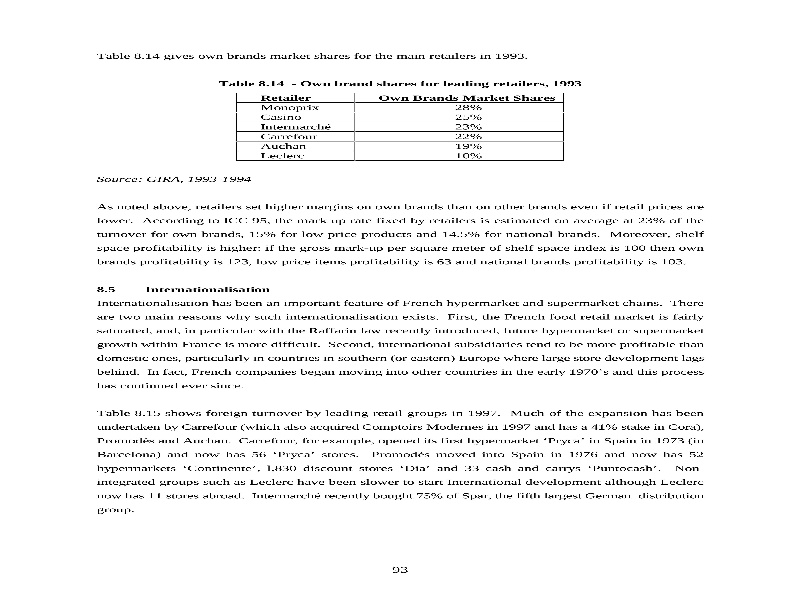 Table 8.14 gives own brands market shares for the main retailers in 1993.
Table 8.14 - Own brand shares for leading retailers, 1993
Retailer Own Brands Market Shares
Monoprix 28%
Casino 25%
Intermarché 23%
Carrefour 22%
Auchan 19%
Leclerc 10%
Source: GIRA, 1993-1994
As noted above, retailers set higher margins on own brands than on other brands even if retail prices are
lower. According to ICC 95, the mark up rate fixed by retailers is estimated on average at 23% of the
turnover for own brands, 15% for low price products and 14.5% for national brands. Moreover, shelf
space profitability is higher: if the gross mark-up per square meter of shelf space index is 100 then own
brands profitability is 123, low price items profitability is 63 and national brands profitability is 103.
8.5 Internationalisation
Internationalisation has been an important feature of French hypermarket and supermarket chains. There
are two main reasons why such internationalisation exists. First, the French food retail market is fairly
saturated, and, in particular with the Raffarin law recently introduced, future hypermarket or supermarket
growth within France is more difficult. Second, international subsidiaries tend to be more profitable than
domestic ones, particularly in countries in southern (or eastern) Europe where large store development lags
behind. In fact, French companies began moving into other countries in the early 1970's and this process
has continued ever since.
Table 8.15 shows foreign turnover by leading retail groups in 1997. Much of the expansion has been
undertaken by Carrefour (which also acquired Comptoirs Modernes in 1997 and has a 41% stake in Cora),
Promodès and Auchan. Carrefour, for example, opened its first hypermarket 'Pryca' in Spain in 1973 (in
Barcelona) and now has 56 'Pryca' stores. Promodès moved into Spain in 1976 and now has 52
hypermarkets 'Continente', 1,830 discount stores 'Dia' and 33 cash and carrys 'Puntocash'. Non-
integrated groups such as Leclerc have been slower to start International development although Leclerc
now has 11 stores abroad. Intermarché recently bought 75% of Spar, the fifth largest German distribution
group.
93